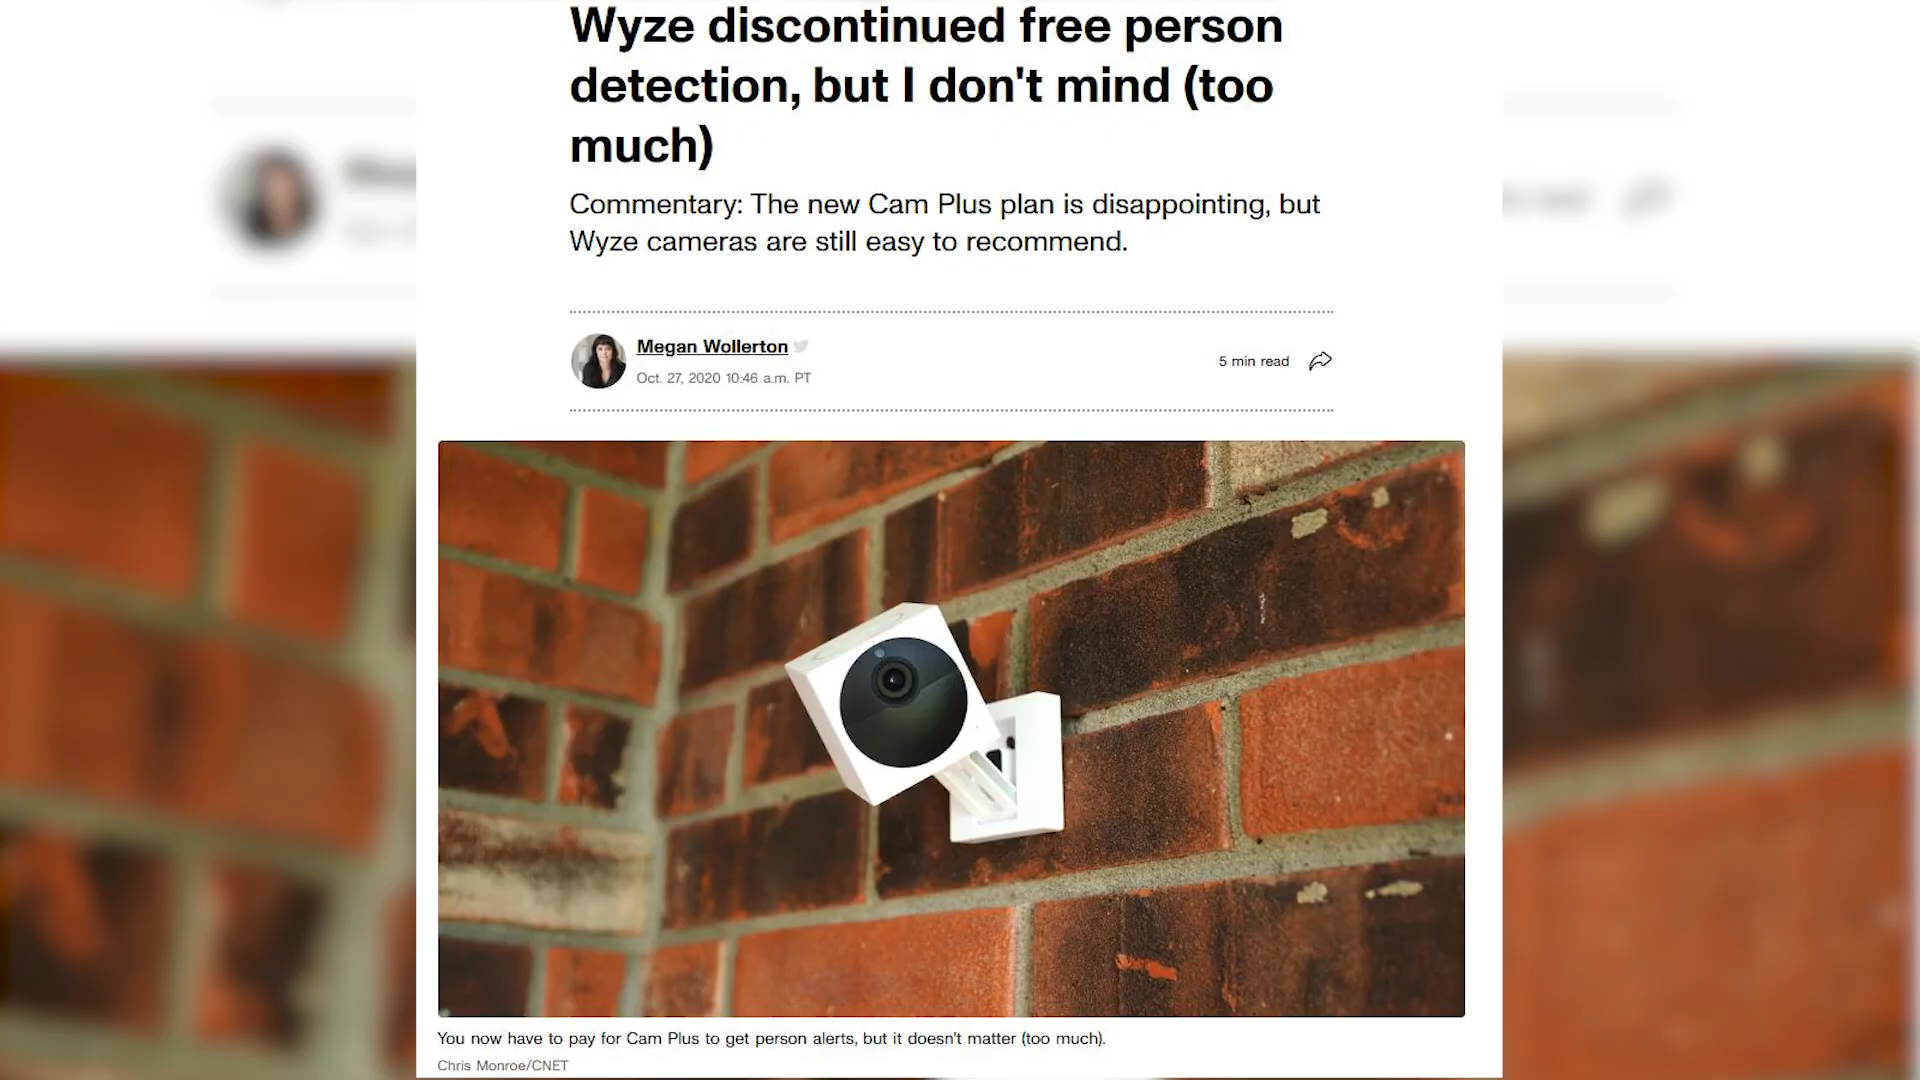 Wyze discontinued free person
detection, but I don't mind (too
much)
Commentary: The new Cam Plus plan is disappointing, but
Wyze cameras are still easy to recommend.
Megan Wollerton
Oct. 27, 2020 10:46 a.m. PT
5 min read
You now have to pay for Cam Plus to get person alerts, but it doesn't matter (too much).
Chris Monroe/CNET